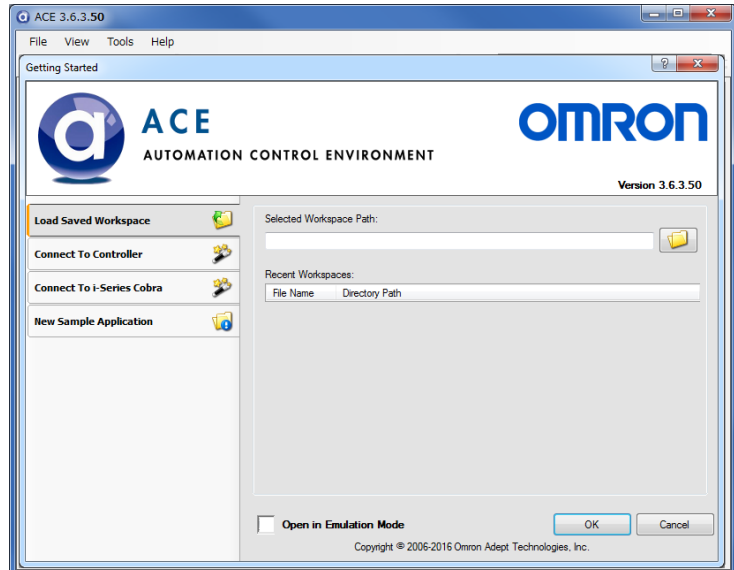 ACE 3.6.3.50
File View Tools Help
Getting Started
a
ACE
AUTOMATION CONTROL ENVIRONMENT
OMRON
Version 3.6.3.50
Load Saved Workspace
Connect To Controller
Connect To i-Series Cobra
New Sample Application
Selected Workspace Path:
Recent Workspaces:
File Name Directory Path
Open in Emulation Mode
OK Cancel
Copyright © 2006-2016 Omron Adept Technologies, Inc.